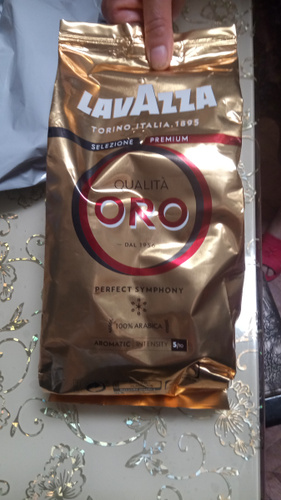 LAVAZZA
TORINO, ITALIA, 1895
SELEZIONE PREMIUM
QUALITÀ
ORO
DAL 1956
PERFECT SYMPHONY
100% ARABICA
AROMATIC INTENSITY 5/10